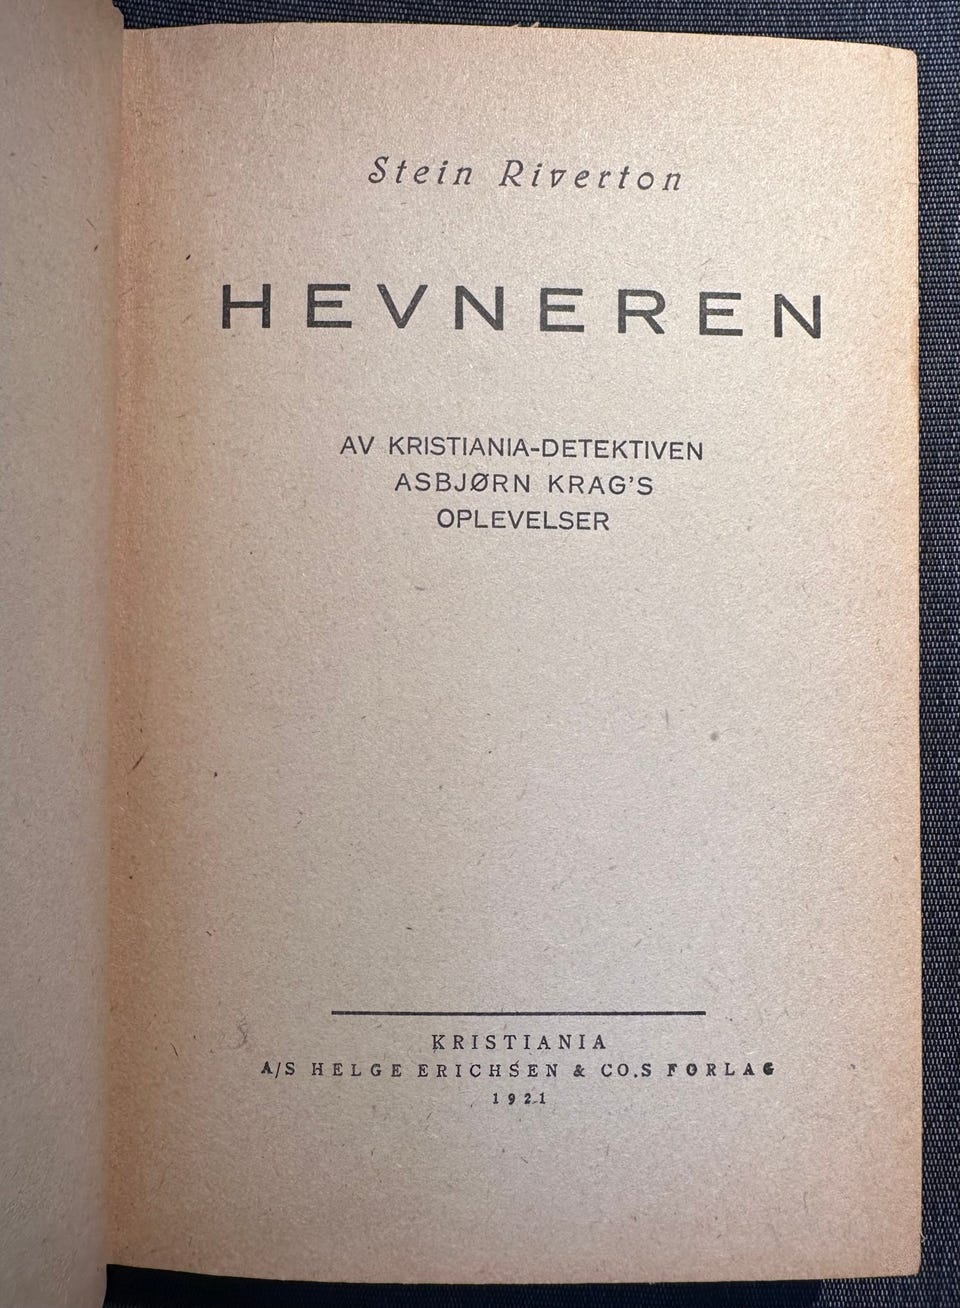 Stein Riverton
HEVNEREN
AV KRISTIANIA-DETEKTIVEN
ASBJØRN KRAG'S
OPLEVELSER
KRISTIANIA
A/S HELGE ERICHSEN & CO.S FORLAG
1921